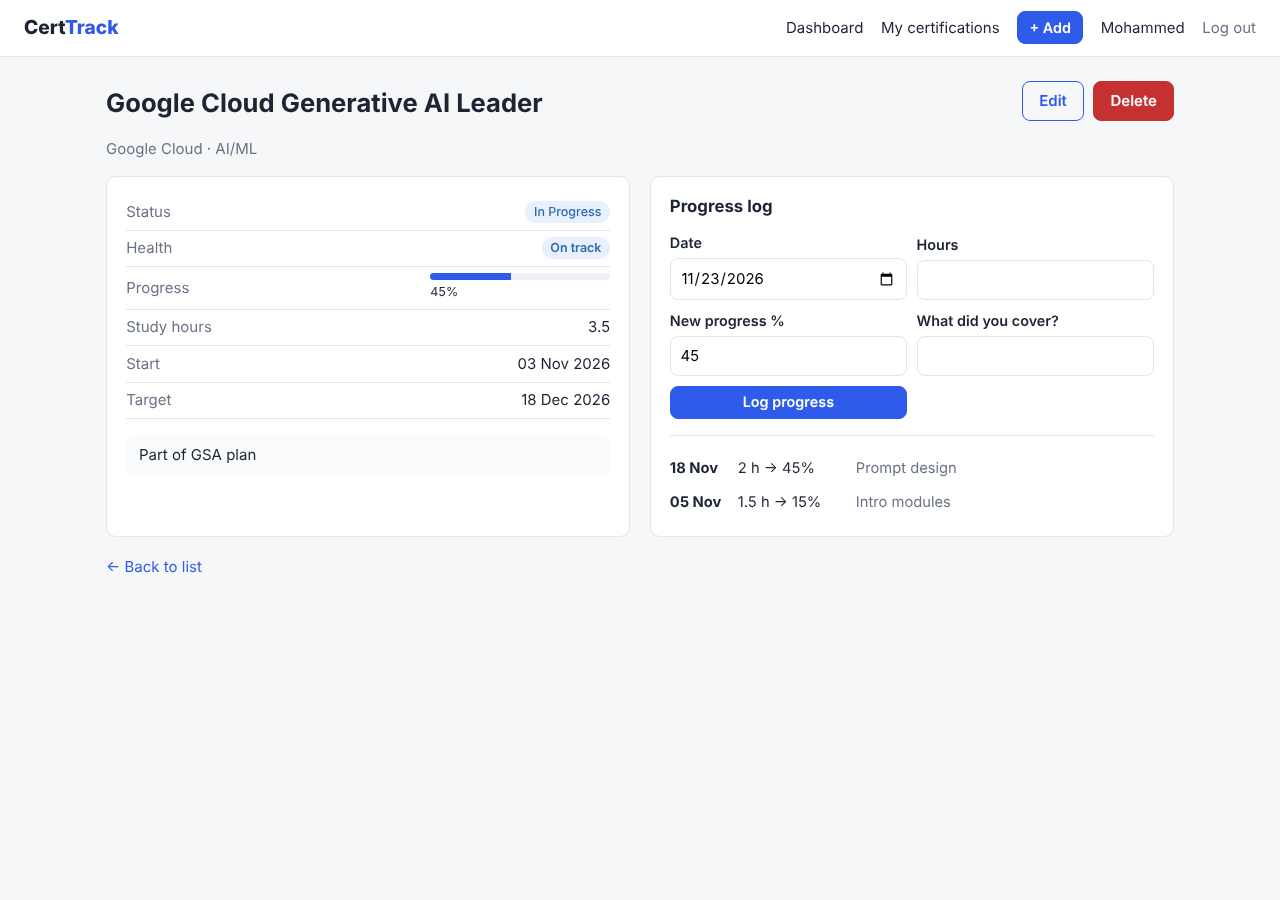 CertTrack
Dashboard My certifications + Add Mohammed Log out
Google Cloud Generative AI Leader
Edit Delete
Google Cloud · AI/ML
Status In Progress
Health On track
Progress 45%
Study hours 3.5
Start 03 Nov 2026
Target 18 Dec 2026
Part of GSA plan
Progress log
Date Hours
11/23/2026
New progress % What did you cover?
45
Log progress
18 Nov 2 h → 45% Prompt design
05 Nov 1.5 h → 15% Intro modules
← Back to list